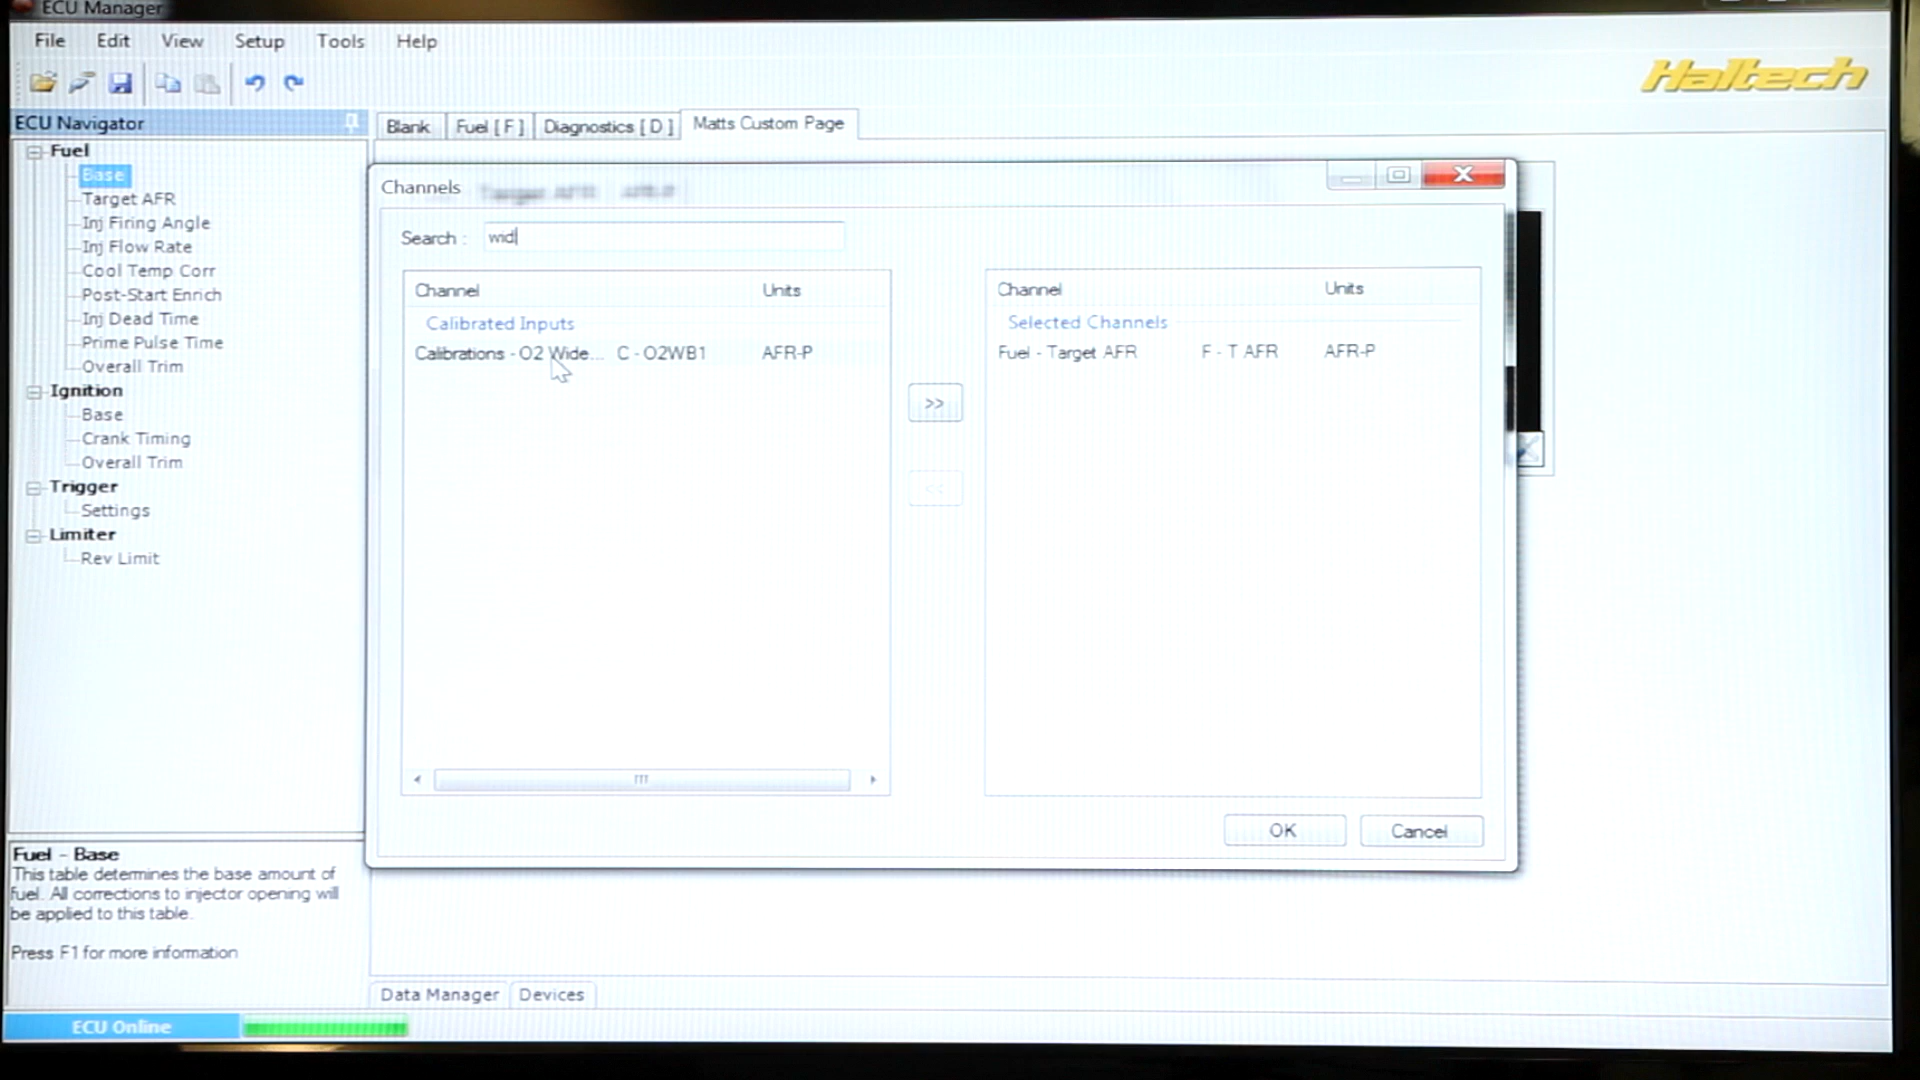 ECU Manager
File Edit View Setup Tools Help
Haltech
ECU Navigator
Blank Fuel [ F ] Diagnostics [ D ] Matts Custom Page
Fuel
Base
Target AFR
Inj Firing Angle
Inj Flow Rate
Cool Temp Corr
Post-Start Enrich
Inj Dead Time
Prime Pulse Time
Overall Trim
Ignition
Base
Crank Timing
Overall Trim
Trigger
Settings
Limiter
Rev Limit
Channels Target AFR AFR-P
Search : wid
Channel Units
Calibrated Inputs
Calibrations - O2 Wide... C - O2WB1 AFR-P
>>
<<
Channel Units
Selected Channels
Fuel - Target AFR F - T AFR AFR-P
OK Cancel
Fuel - Base
This table determines the base amount of
fuel. All corrections to injector opening will
be applied to this table.
Press F1 for more information
Data Manager Devices
ECU Online